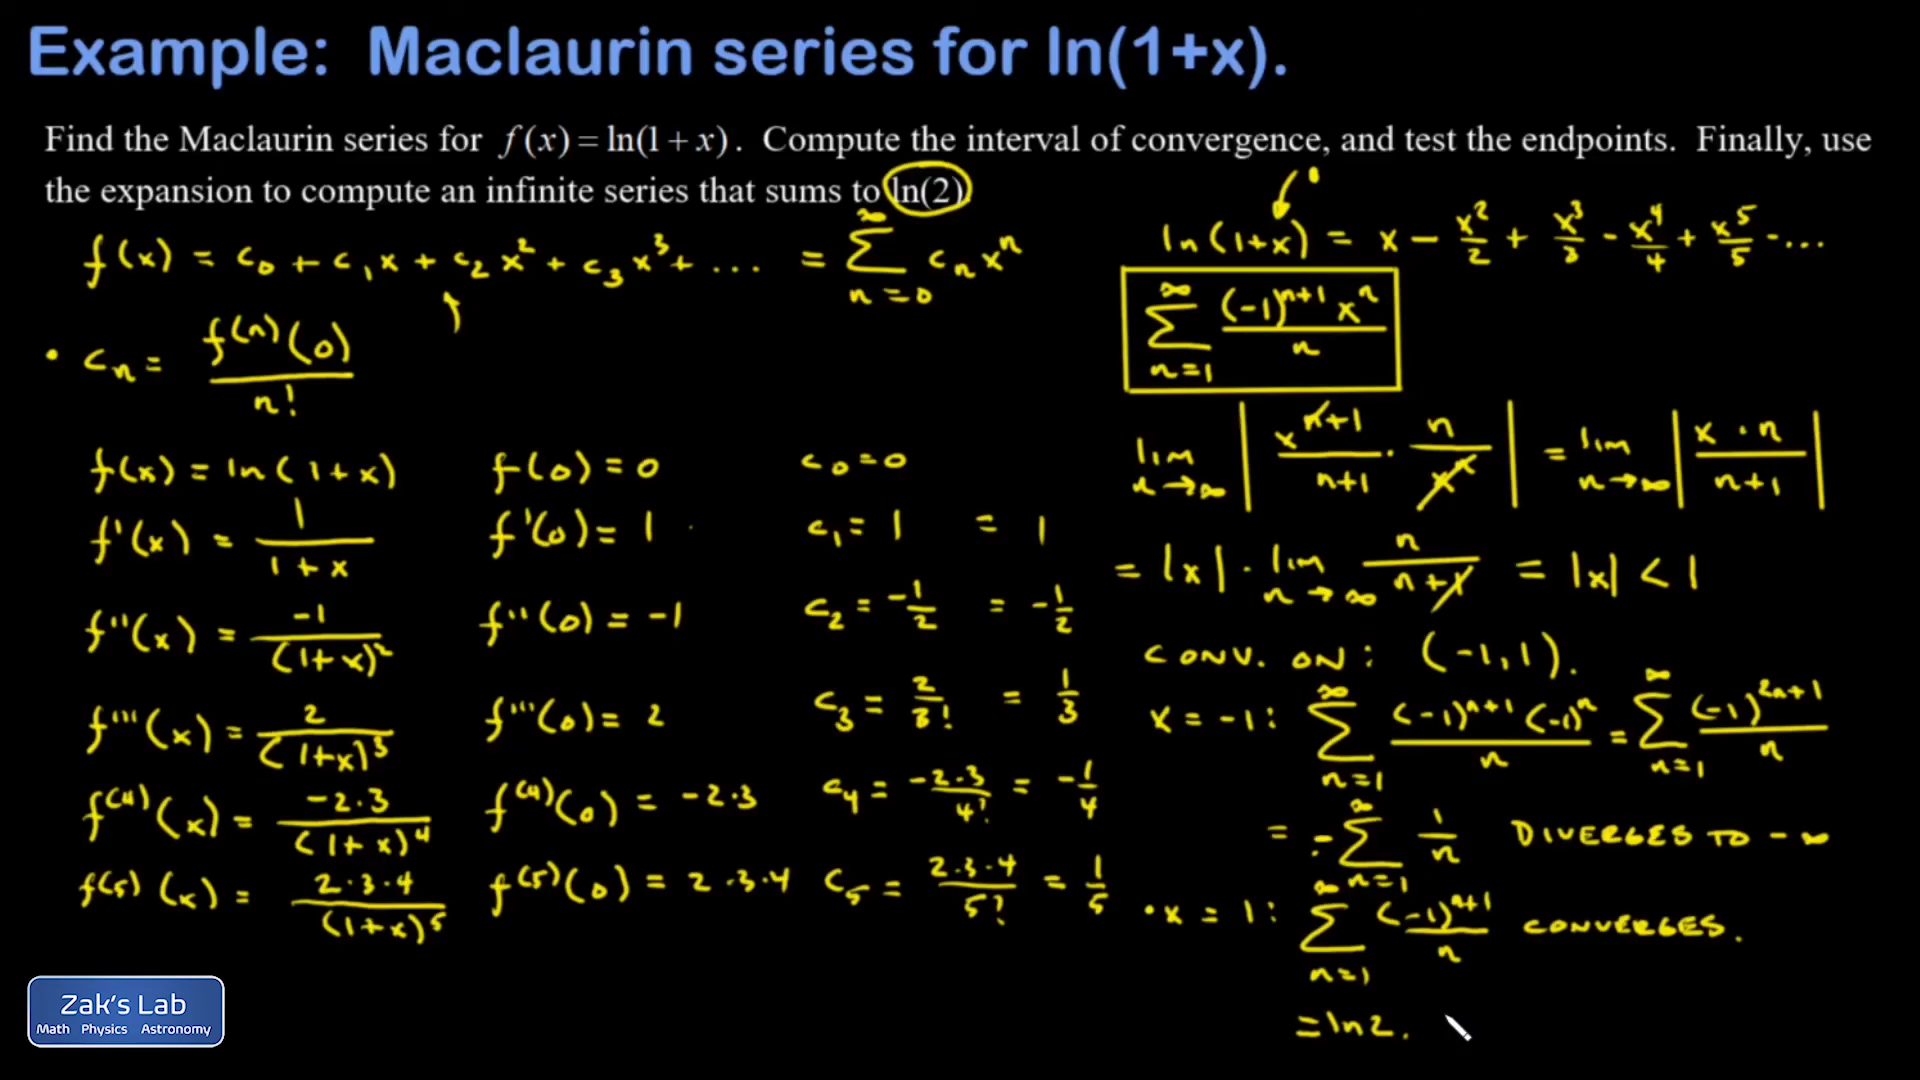 Example: Maclaurin series for ln(1+x).
Find the Maclaurin series for f(x) = ln(1 + x). Compute the interval of convergence, and test the endpoints. Finally, use
the expansion to compute an infinite series that sums to ln(2).
f(x) = c₀ + c₁x + c₂x² + c₃x³ + ... = ∑_{n=0}^{∞} cₙxⁿ
• cₙ = f⁽ⁿ⁾(0) / n!
f(x) = ln(1+x) f(0) = 0 c₀ = 0
f'(x) = 1/(1+x) f'(0) = 1 c₁ = 1 = 1
f''(x) = -1/(1+x)² f''(0) = -1 c₂ = -1/2 = -1/2
f'''(x) = 2/(1+x)³ f'''(0) = 2 c₃ = 2/3! = 1/3
f⁽⁴⁾(x) = -2·3/(1+x)⁴ f⁽⁴⁾(0) = -2·3 c₄ = -2·3/4! = -1/4
f⁽⁵⁾(x) = 2·3·4/(1+x)⁵ f⁽⁵⁾(0) = 2·3·4 c₅ = 2·3·4/5! = 1/5
ln(1+x) = x - x²/2 + x³/3 - x⁴/4 + x⁵/5 - ...
∑_{n=1}^{∞} (-1)ⁿ⁺¹ xⁿ / n
lim_{n→∞} | xⁿ⁺¹/(n+1) · n/xⁿ | = lim_{n→∞} | x·n/(n+1) |
= |x| · lim_{n→∞} n/(n+1) = |x| < 1
CONV. ON: (-1,1).
x = -1: ∑_{n=1}^{∞} (-1)ⁿ⁺¹(-1)ⁿ / n = ∑_{n=1}^{∞} (-1)²ⁿ⁺¹ / n
= -∑_{n=1}^{∞} 1/n DIVERGES TO -∞
• x = 1: ∑_{n=1}^{∞} (-1)ⁿ⁺¹ / n CONVERGES.
= ln 2.
Zak's Lab
Math Physics Astronomy